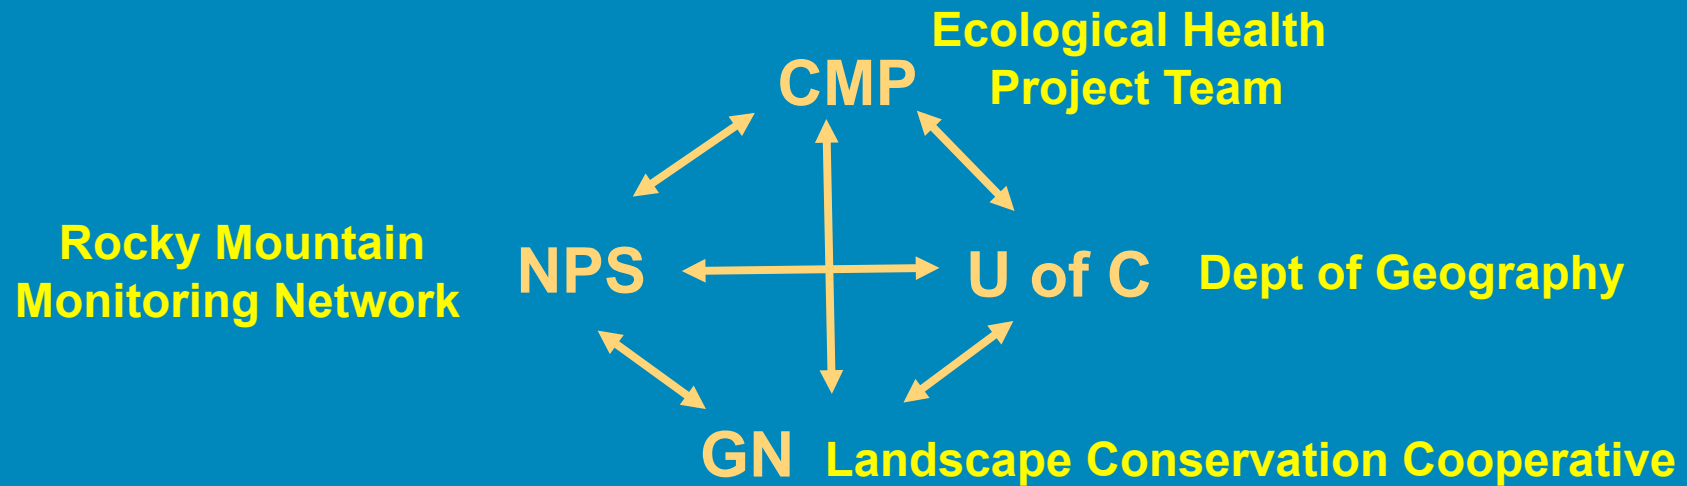 Ecological Health
Project Team
CMP
Rocky Mountain
Monitoring Network
NPS
U of C
Dept of Geography
GN
Landscape Conservation Cooperative